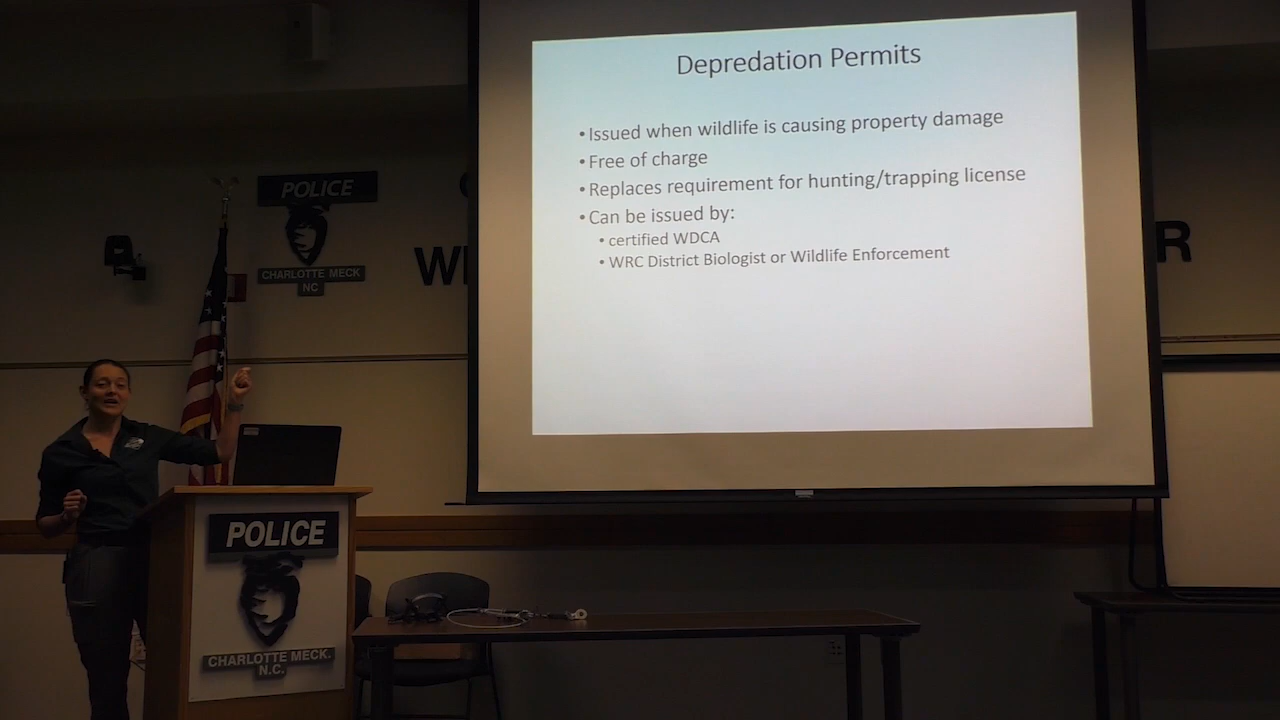 Depredation Permits
• Issued when wildlife is causing property damage
• Free of charge
• Replaces requirement for hunting/trapping license
• Can be issued by:
• certified WDCA
• WRC District Biologist or Wildlife Enforcement
POLICE
CHARLOTTE MECK
NC
POLICE
CHARLOTTE MECK.
N.C.